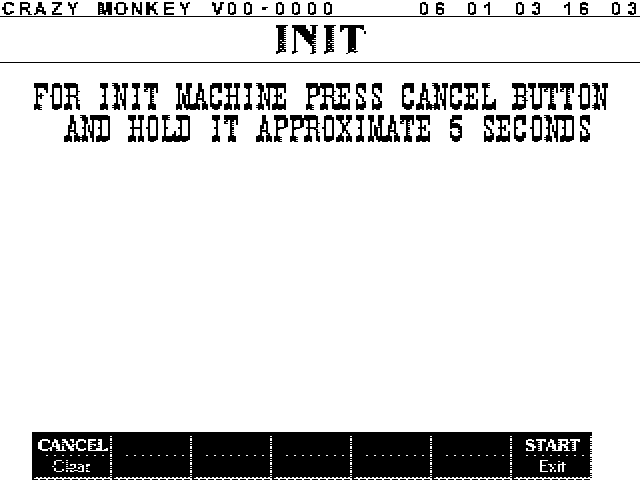 CRAZY MONKEY V00-0000 06 01 03 16 03
INIT
FOR INIT MACHINE PRESS CANCEL BUTTON
AND HOLD IT APPROXIMATE 5 SECONDS
CANCEL START
Clear Exit